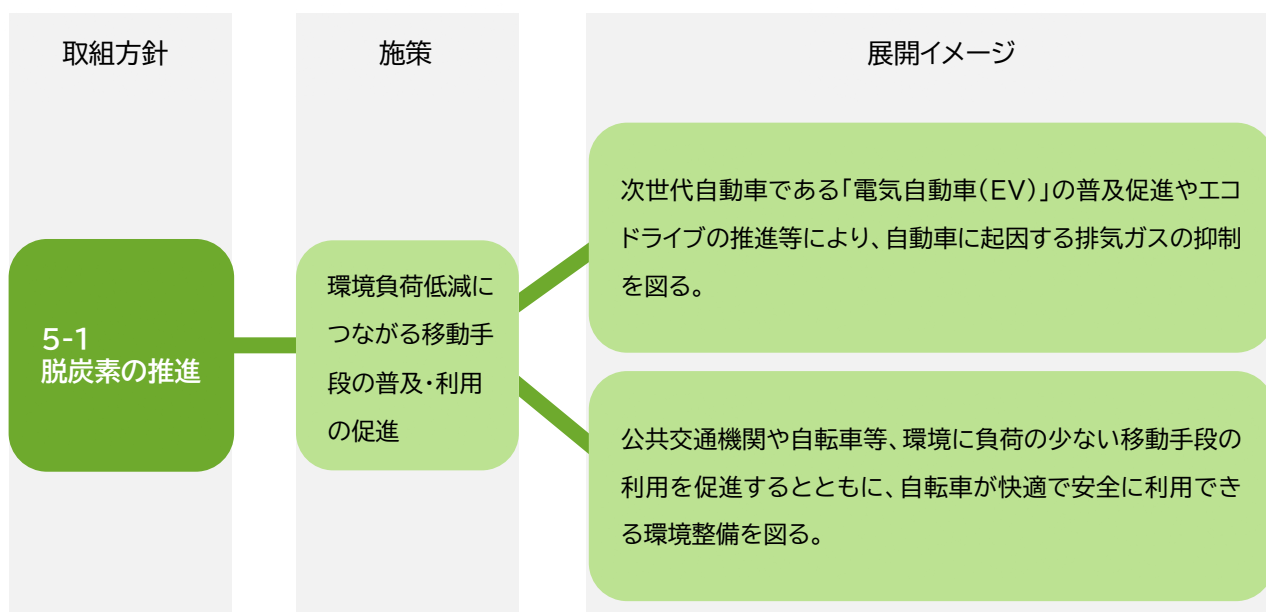 取組方針
施策
展開イメージ
5-1
脱炭素の推進
環境負荷低減に
つながる移動手
段の普及・利用
の促進
次世代自動車である「電気自動車(EV)」の普及促進やエコ
ドライブの推進等により、自動車に起因する排気ガスの抑制
を図る。
公共交通機関や自転車等、環境に負荷の少ない移動手段の
利用を促進するとともに、自転車が快適で安全に利用でき
る環境整備を図る。